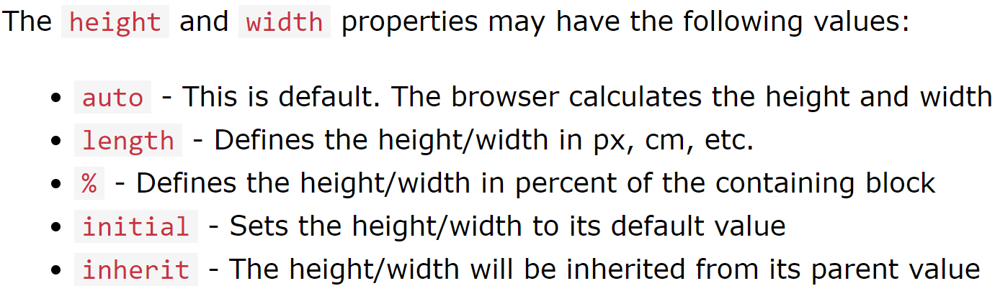 The height and width properties may have the following values:
• auto - This is default. The browser calculates the height and width
• length - Defines the height/width in px, cm, etc.
• % - Defines the height/width in percent of the containing block
• initial - Sets the height/width to its default value
• inherit - The height/width will be inherited from its parent value